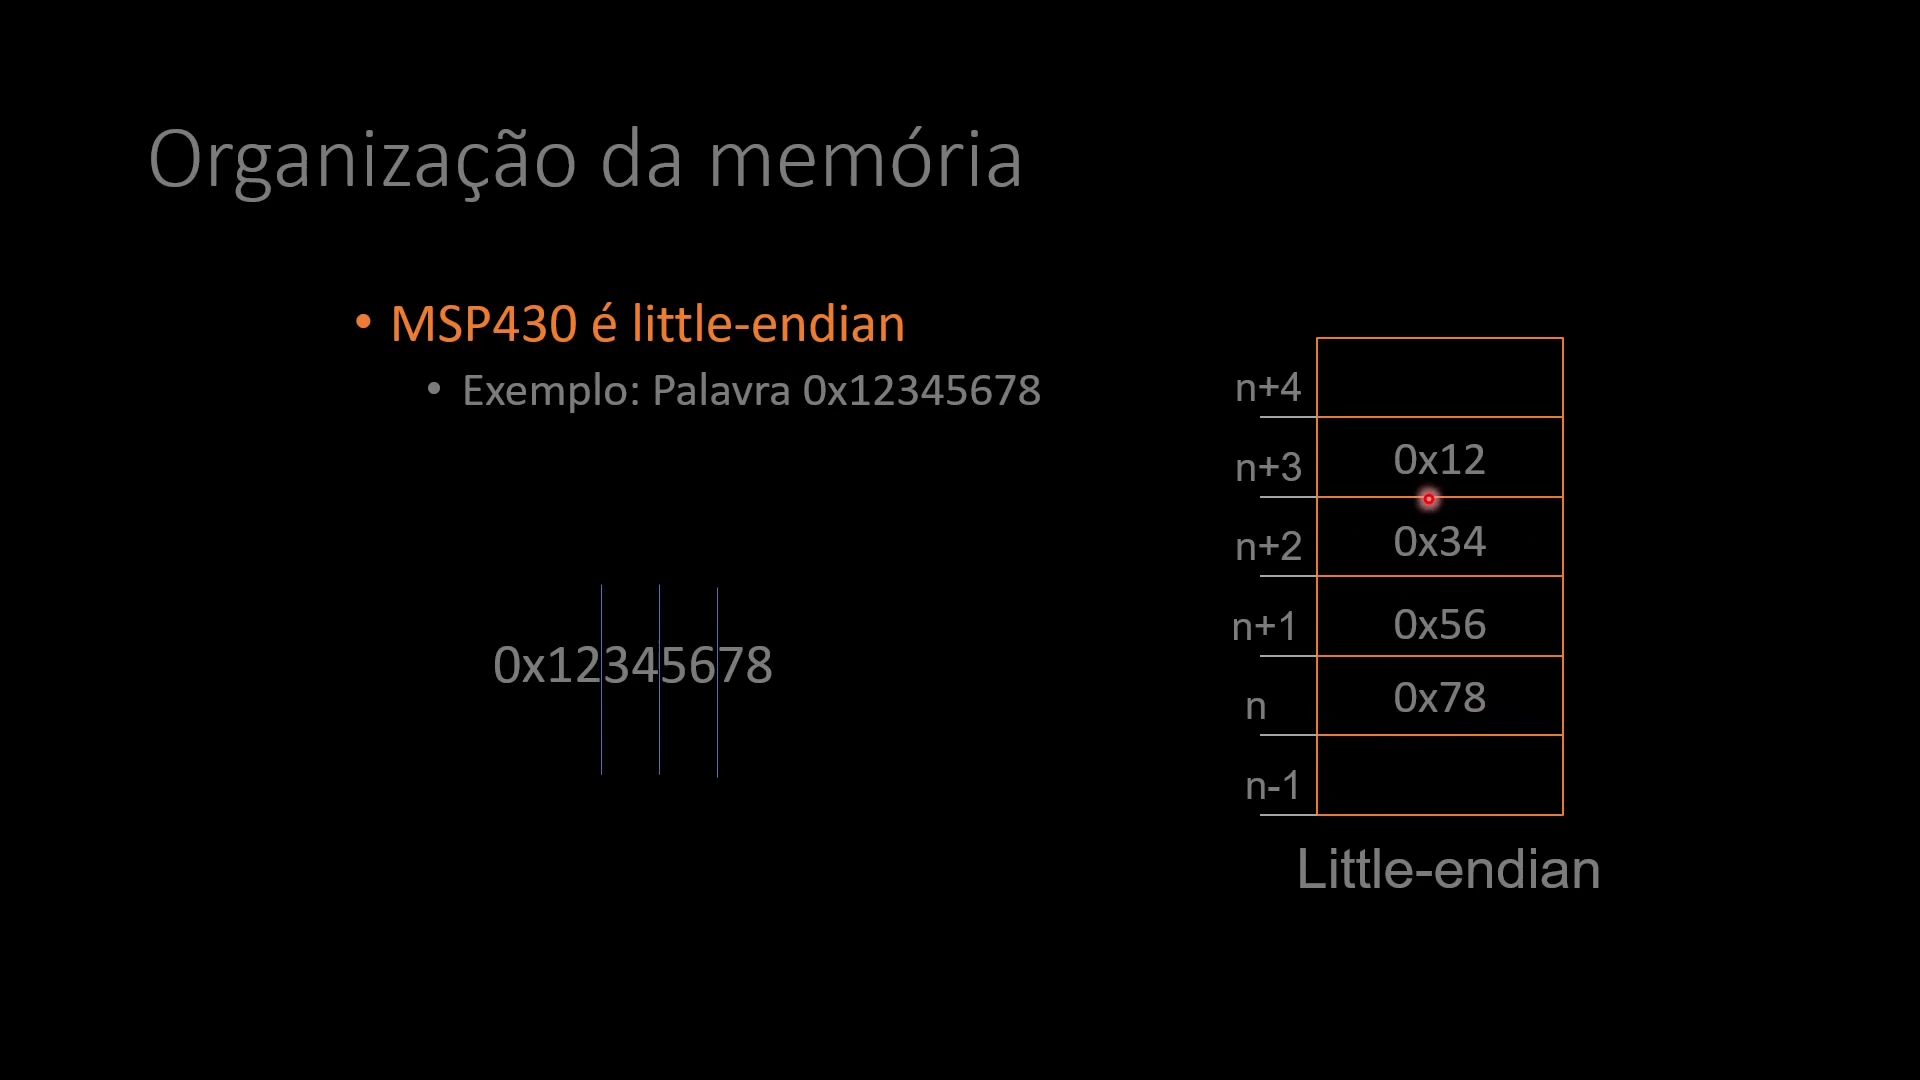 Organização da memória
• MSP430 é little-endian
• Exemplo: Palavra 0x12345678
0x12345678
n+4
n+3 0x12
n+2 0x34
n+1 0x56
n 0x78
n-1
Little-endian